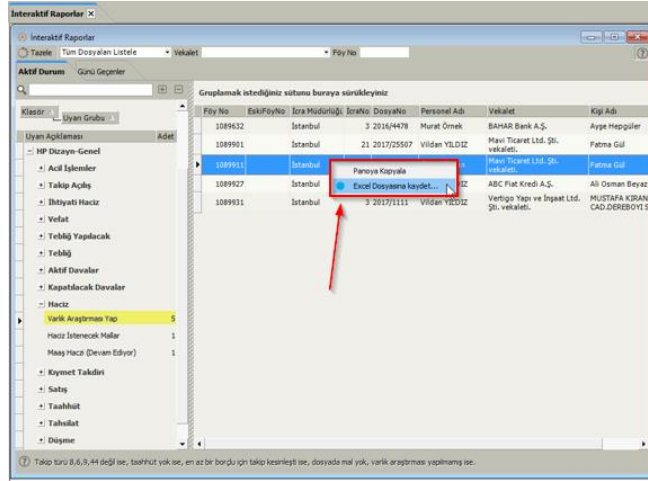 İnteraktif Raporlar
İnteraktif Raporlar
Tazele Tüm Dosyaları Listele Vekalet Föy No
Aktif Durum Günü Geçenler
Gruplamak istediğiniz sütunu buraya sürükleyiniz
Klasör
Uyarı Grubu
Uyarı Açıklaması Adet
Föy No EskiFöyNo İcra Müdürlüğü İcraNo DosyaNo Personel Adı Vekalet Kişi Adı
1089632 İstanbul 3 2016/4478 Murat Örnek BAHAR Bank A.Ş. Ayşe Hepgüler
1089901 İstanbul 21 2017/25507 Vildan YILDIZ Mavi Ticaret Ltd. Şti. vekaleti. Fatma Gül
1089911 İstanbul Mavi Ticaret Ltd. Şti. vekaleti. Fatma Gül
1089927 İstanbul ABC Fiat Kredi A.Ş. Ali Osman Beyaz
1089931 İstanbul 3 2017/1111 Vildan YILDIZ Vertigo Yapı ve İnşaat Ltd. Şti. vekaleti. MUSTAFA KIRAN CAD.DEREBOYI S
Panoya Kopyala
Excel Dosyasına kaydet...
HP Dizayn-Genel
Acil İşlemler
Takip Açılış
İhtiyati Haciz
Vefat
Tebliğ Yapılacak
Tebliğ
Aktif Davalar
Kapatılacak Davalar
Haciz
Varlık Araştırması Yap 5
Haciz İstenecek Mallar 1
Maaş Haczi (Devam Ediyor) 1
Kıymet Takdiri
Satış
Taahhüt
Tahsilat
Düşme
Takip türü 8,6,9,44 değil ise, taahhüt yok ise, en az bir borçlu için takip kesinleşti ise, dosyada mal yok, varlık araştırması yapılmamış ise.